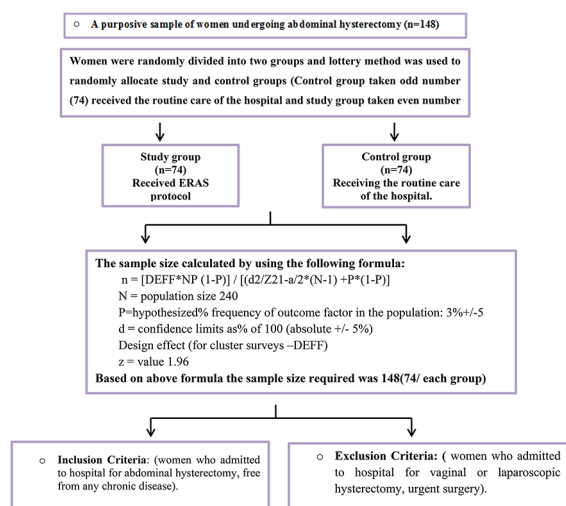 ○ A purposive sample of women undergoing abdominal hysterectomy (n=148)
Women were randomly divided into two groups and lottery method was used to
randomly allocate study and control groups (Control group taken odd number
(74) received the routine care of the hospital and study group taken even number
Study group
(n=74)
Received ERAS
protocol
Control group
(n=74)
Receiving the routine care
of the hospital.
The sample size calculated by using the following formula:
n = [DEFF*NP (1-P)] / [(d2/Z21-a/2*(N-1) +P*(1-P)]
N = population size 240
P=hypothesized% frequency of outcome factor in the population: 3%+/-5
d = confidence limits as% of 100 (absolute +/- 5%)
Design effect (for cluster surveys –DEFF)
z = value 1.96
Based on above formula the sample size required was 148(74/ each group)
○ Inclusion Criteria: (women who admitted
to hospital for abdominal hysterectomy, free
from any chronic disease).
○ Exclusion Criteria: ( women who admitted
to hospital for vaginal or laparoscopic
hysterectomy, urgent surgery).